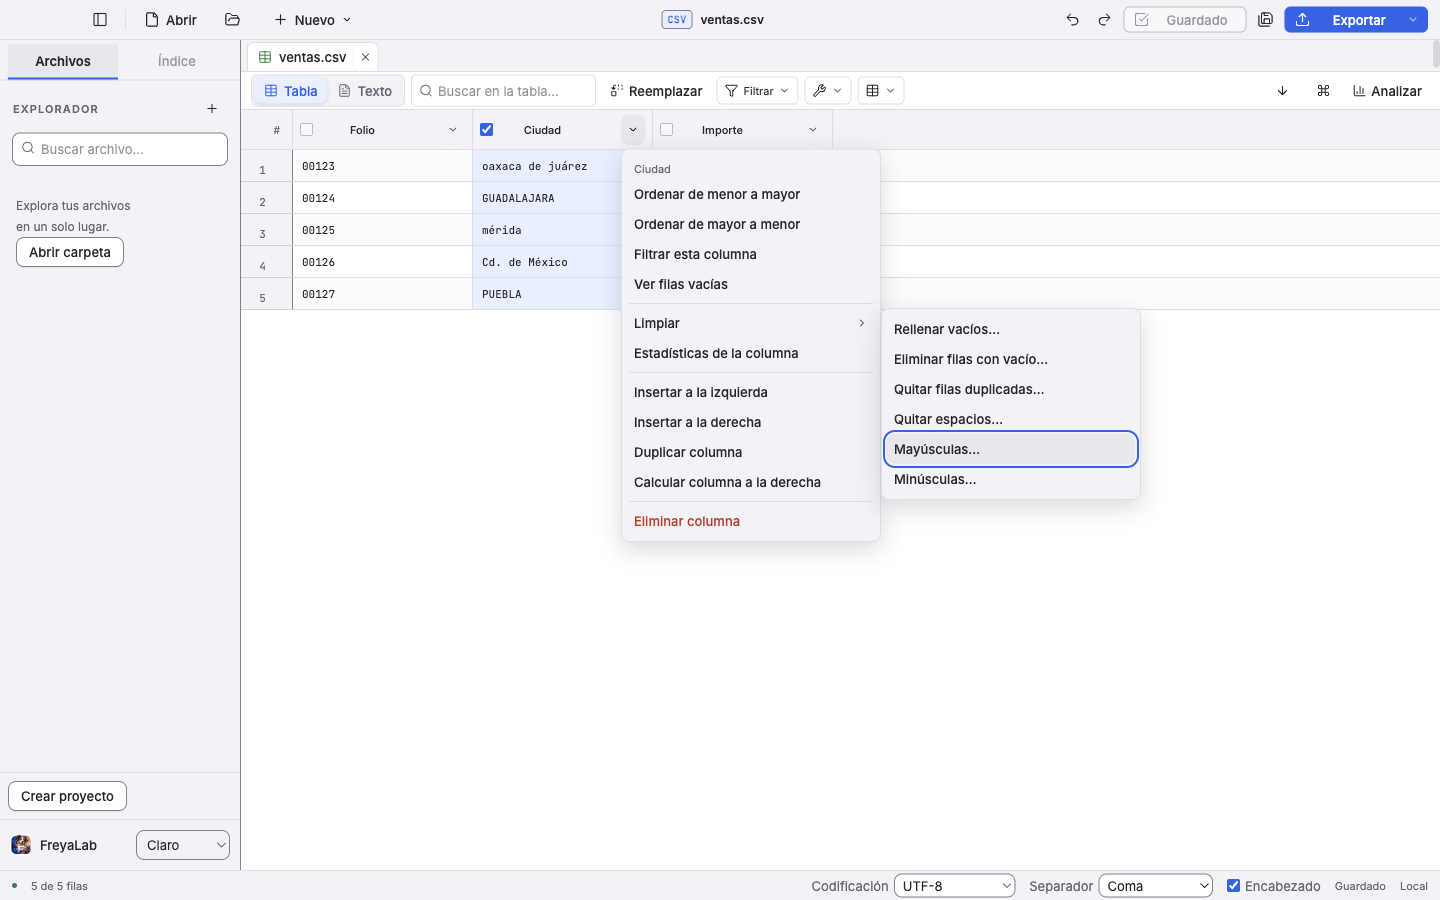 Abrir
Nuevo
CSV ventas.csv
Guardado
Exportar
Archivos
Índice
ventas.csv
EXPLORADOR
Buscar archivo...
Explora tus archivos
en un solo lugar.
Abrir carpeta
Tabla
Texto
Buscar en la tabla...
Reemplazar
Filtrar
Analizar
# Folio Ciudad Importe
1 00123 oaxaca de juárez
2 00124 GUADALAJARA
3 00125 mérida
4 00126 Cd. de México
5 00127 PUEBLA
Ciudad
Ordenar de menor a mayor
Ordenar de mayor a menor
Filtrar esta columna
Ver filas vacías
Limpiar
Estadísticas de la columna
Insertar a la izquierda
Insertar a la derecha
Duplicar columna
Calcular columna a la derecha
Eliminar columna
Rellenar vacíos...
Eliminar filas con vacío...
Quitar filas duplicadas...
Quitar espacios...
Mayúsculas...
Minúsculas...
Crear proyecto
FreyaLab
Claro
5 de 5 filas
Codificación UTF-8
Separador Coma
Encabezado
Guardado
Local